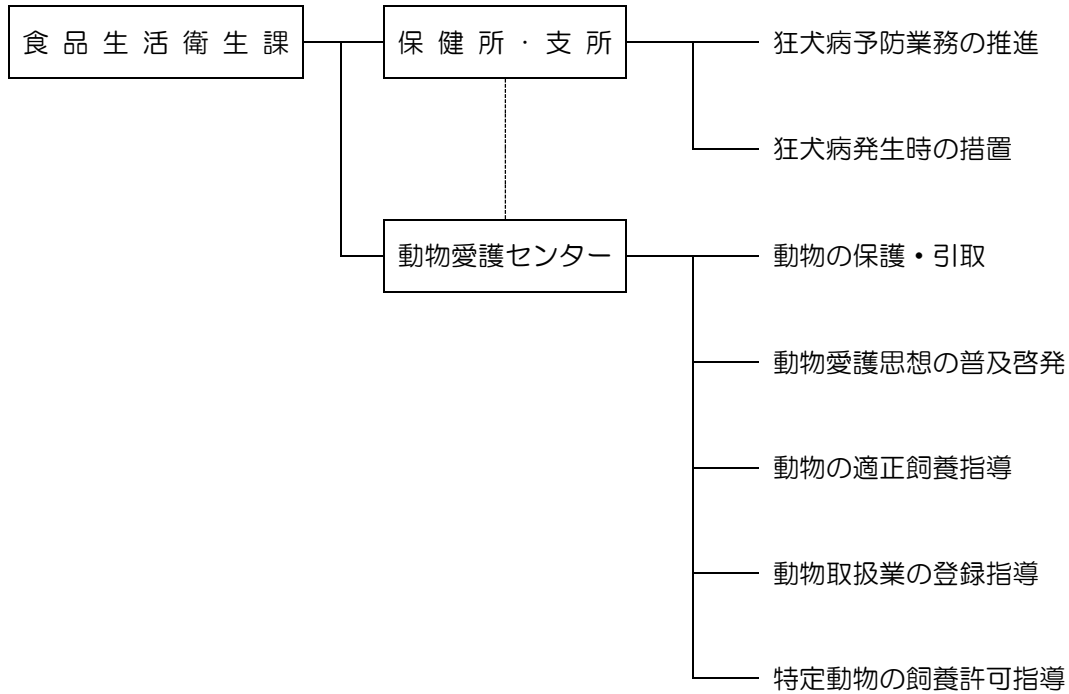 食品生活衛生課
保健所・支所
狂犬病予防業務の推進
狂犬病発生時の措置
動物愛護センター
動物の保護・引取
動物愛護思想の普及啓発
動物の適正飼養指導
動物取扱業の登録指導
特定動物の飼養許可指導